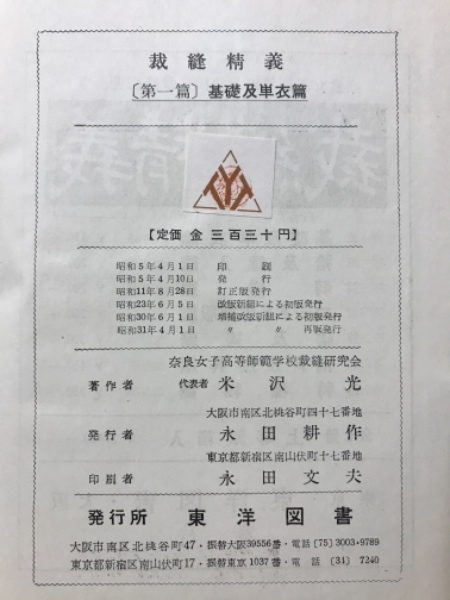 裁縫精義
〔第一篇〕 基礎及単衣篇
【定価 金 三百三十円】
昭和5年4月1日 印刷
昭和5年4月10日 発行
昭和11年8月28日 訂正版発行
昭和23年6月5日 改版新組による初版発行
昭和30年6月1日 増補改版新組による初版発行
昭和31年4月1日 〃 〃 再版発行
奈良女子高等師範学校裁縫研究会
著作者 代表者 米沢光
大阪市南区北桃谷町四十七番地
発行者 永田耕作
東京都新宿区南山伏町十七番地
印刷者 永田文夫
発行所 東洋図書
大阪市南区北桃谷町47・振替大阪39556番・電話(75)3003・9789
東京都新宿区南山伏町17・振替東京1037番・電話(31)7240